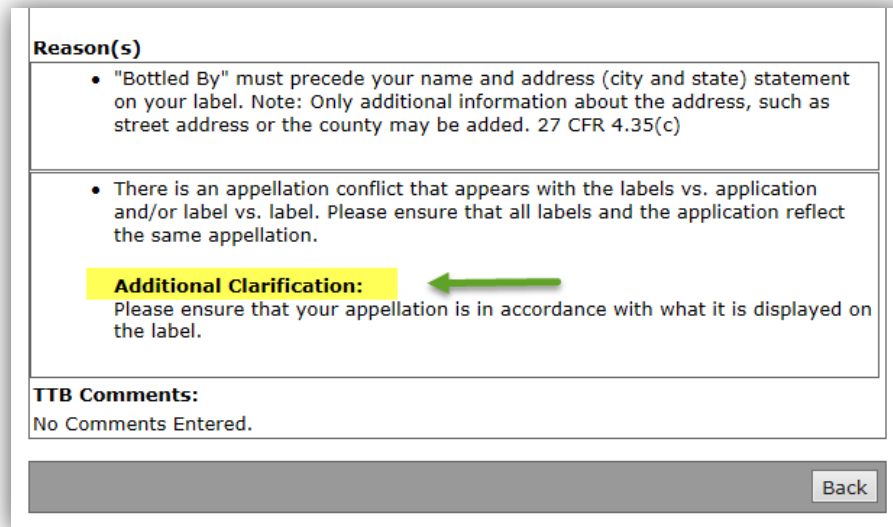 Reason(s)
• "Bottled By" must precede your name and address (city and state) statement
on your label. Note: Only additional information about the address, such as
street address or the county may be added. 27 CFR 4.35(c)
• There is an appellation conflict that appears with the labels vs. application
and/or label vs. label. Please ensure that all labels and the application reflect
the same appellation.
Additional Clarification:
Please ensure that your appellation is in accordance with what it is displayed on
the label.
TTB Comments:
No Comments Entered.
Back